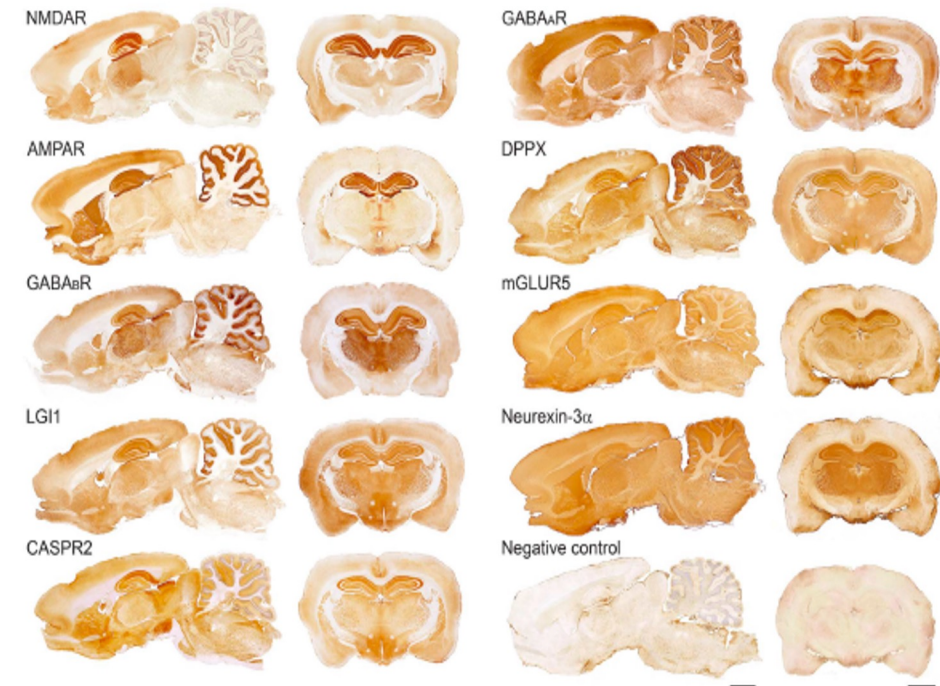 NMDAR
AMPAR
GABABR
LGI1
CASPR2
GABAAR
DPPX
mGLUR5
Neurexin-3α
Negative control